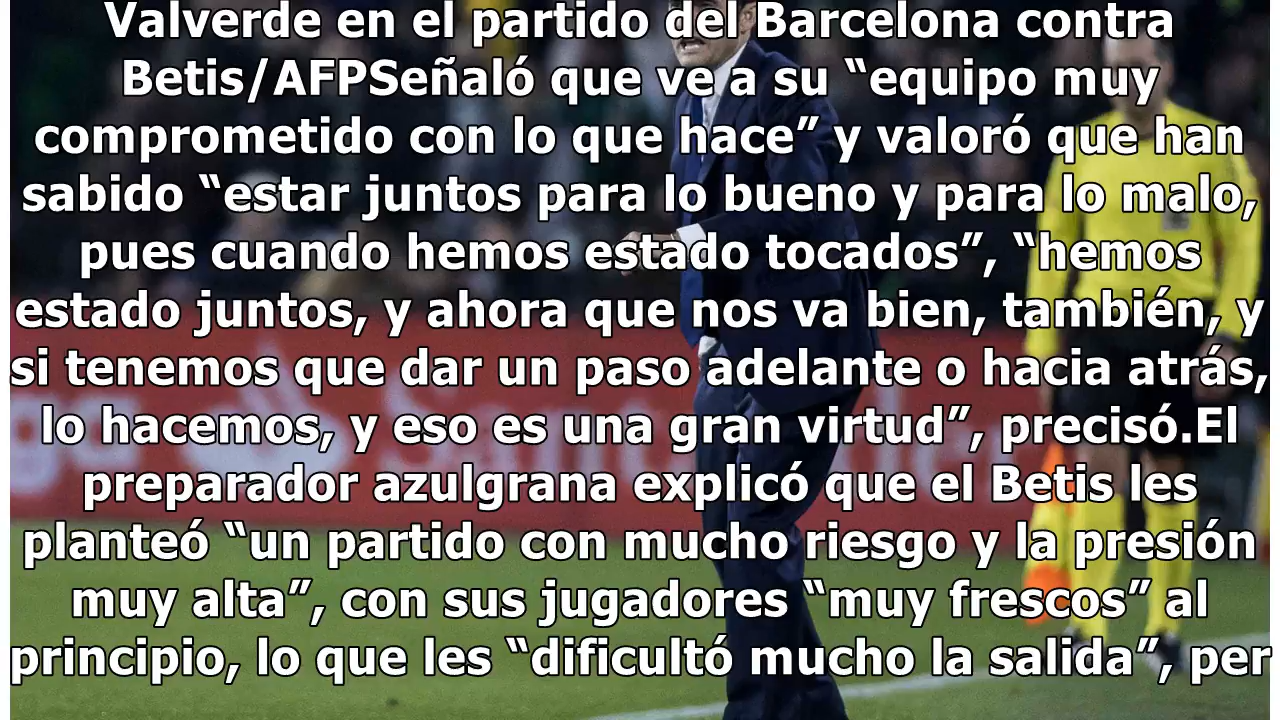 Valverde en el partido del Barcelona contra
Betis/AFPSeñaló que ve a su “equipo muy
comprometido con lo que hace” y valoró que han
sabido “estar juntos para lo bueno y para lo malo,
pues cuando hemos estado tocados”, “hemos
estado juntos, y ahora que nos va bien, también, y
si tenemos que dar un paso adelante o hacia atrás,
lo hacemos, y eso es una gran virtud”, precisó.El
preparador azulgrana explicó que el Betis les
planteó “un partido con mucho riesgo y la presión
muy alta”, con sus jugadores “muy frescos” al
principio, lo que les “dificultó mucho la salida”, per